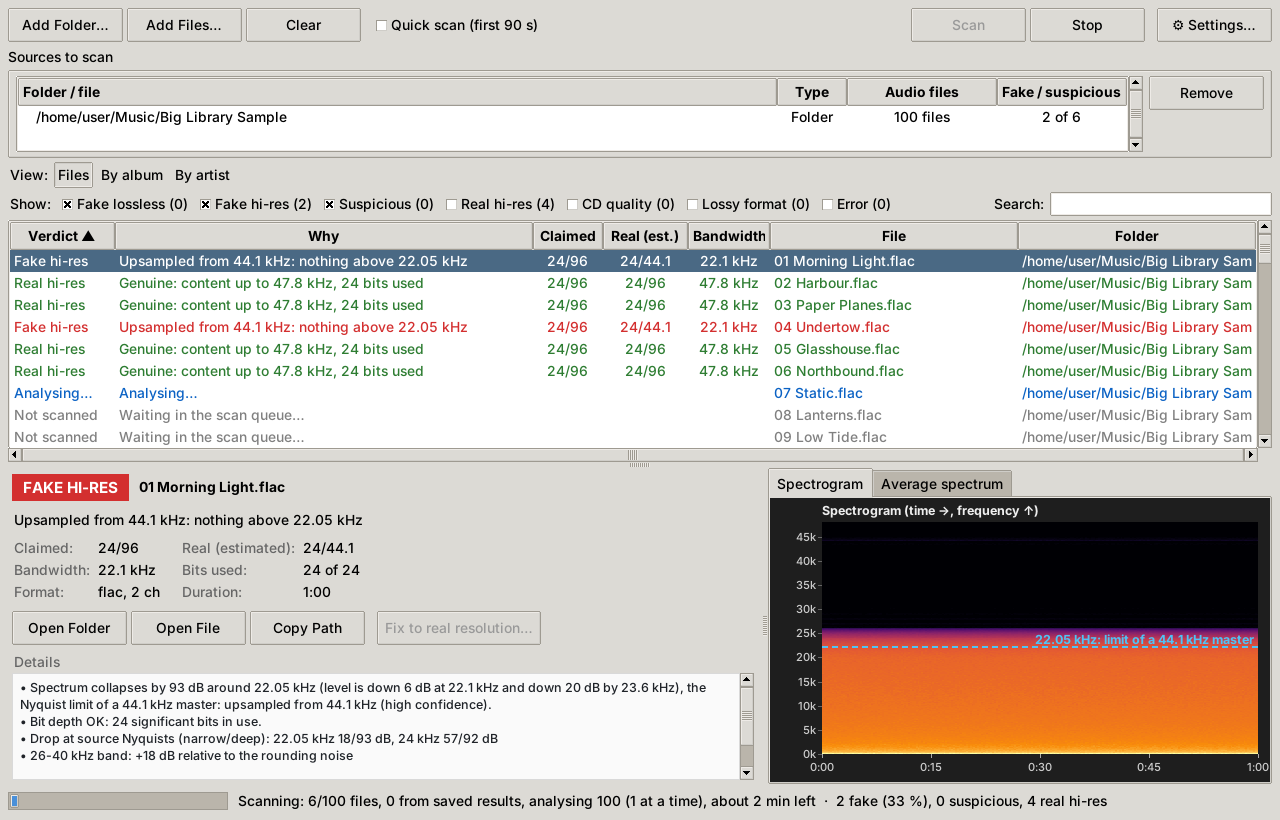 Add Folder... Add Files... Clear Quick scan (first 90 s) Scan Stop ⚙ Settings...
Sources to scan
Folder / file Type Audio files Fake / suspicious Remove
/home/user/Music/Big Library Sample Folder 100 files 2 of 6
View: Files By album By artist
Show: Fake lossless (0) Fake hi-res (2) Suspicious (0) Real hi-res (4) CD quality (0) Lossy format (0) Error (0) Search:
Verdict ▲ Why Claimed Real (est.) Bandwidth File Folder
Fake hi-res Upsampled from 44.1 kHz: nothing above 22.05 kHz 24/96 24/44.1 22.1 kHz 01 Morning Light.flac /home/user/Music/Big Library Sam
Real hi-res Genuine: content up to 47.8 kHz, 24 bits used 24/96 24/96 47.8 kHz 02 Harbour.flac /home/user/Music/Big Library Sam
Real hi-res Genuine: content up to 47.8 kHz, 24 bits used 24/96 24/96 47.8 kHz 03 Paper Planes.flac /home/user/Music/Big Library Sam
Fake hi-res Upsampled from 44.1 kHz: nothing above 22.05 kHz 24/96 24/44.1 22.1 kHz 04 Undertow.flac /home/user/Music/Big Library Sam
Real hi-res Genuine: content up to 47.8 kHz, 24 bits used 24/96 24/96 47.8 kHz 05 Glasshouse.flac /home/user/Music/Big Library Sam
Real hi-res Genuine: content up to 47.8 kHz, 24 bits used 24/96 24/96 47.8 kHz 06 Northbound.flac /home/user/Music/Big Library Sam
Analysing... Analysing... 07 Static.flac /home/user/Music/Big Library Sam
Not scanned Waiting in the scan queue... 08 Lanterns.flac /home/user/Music/Big Library Sam
Not scanned Waiting in the scan queue... 09 Low Tide.flac /home/user/Music/Big Library Sam
FAKE HI-RES 01 Morning Light.flac
Upsampled from 44.1 kHz: nothing above 22.05 kHz
Claimed: 24/96 Real (estimated): 24/44.1
Bandwidth: 22.1 kHz Bits used: 24 of 24
Format: flac, 2 ch Duration: 1:00
Open Folder Open File Copy Path Fix to real resolution...
Details
• Spectrum collapses by 93 dB around 22.05 kHz (level is down 6 dB at 22.1 kHz and down 20 dB by 23.6 kHz), the
Nyquist limit of a 44.1 kHz master: upsampled from 44.1 kHz (high confidence).
• Bit depth OK: 24 significant bits in use.
• Drop at source Nyquists (narrow/deep): 22.05 kHz 18/93 dB, 24 kHz 57/92 dB
• 26-40 kHz band: +18 dB relative to the rounding noise
Spectrogram Average spectrum
Spectrogram (time →, frequency ↑)
45k
40k
35k
30k
25k
22.05 kHz: limit of a 44.1 kHz master
20k
15k
10k
5k
0k
0:00 0:15 0:30 0:45 1:00
Scanning: 6/100 files, 0 from saved results, analysing 100 (1 at a time), about 2 min left · 2 fake (33 %), 0 suspicious, 4 real hi-res